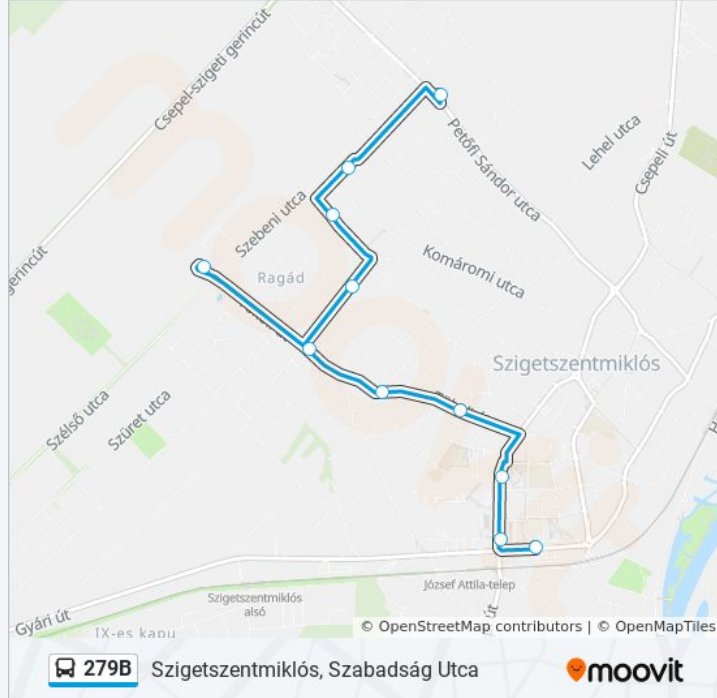 Csepel-szigeti gerincút
Petőfi Sándor utca
Lehel utca
Csepeli út
Szebeni utca
gerincút
Ragád
Komáromi utca
Szigetszentmiklós
Szélső utca
Szüret utca
József Attila-telep
Szigetszentmiklós
alsó
Gyári út
út
IX-es kapu
© OpenStreetMap contributors | © OpenMapTiles
279B Szigetszentmiklós, Szabadság Utca
moovit